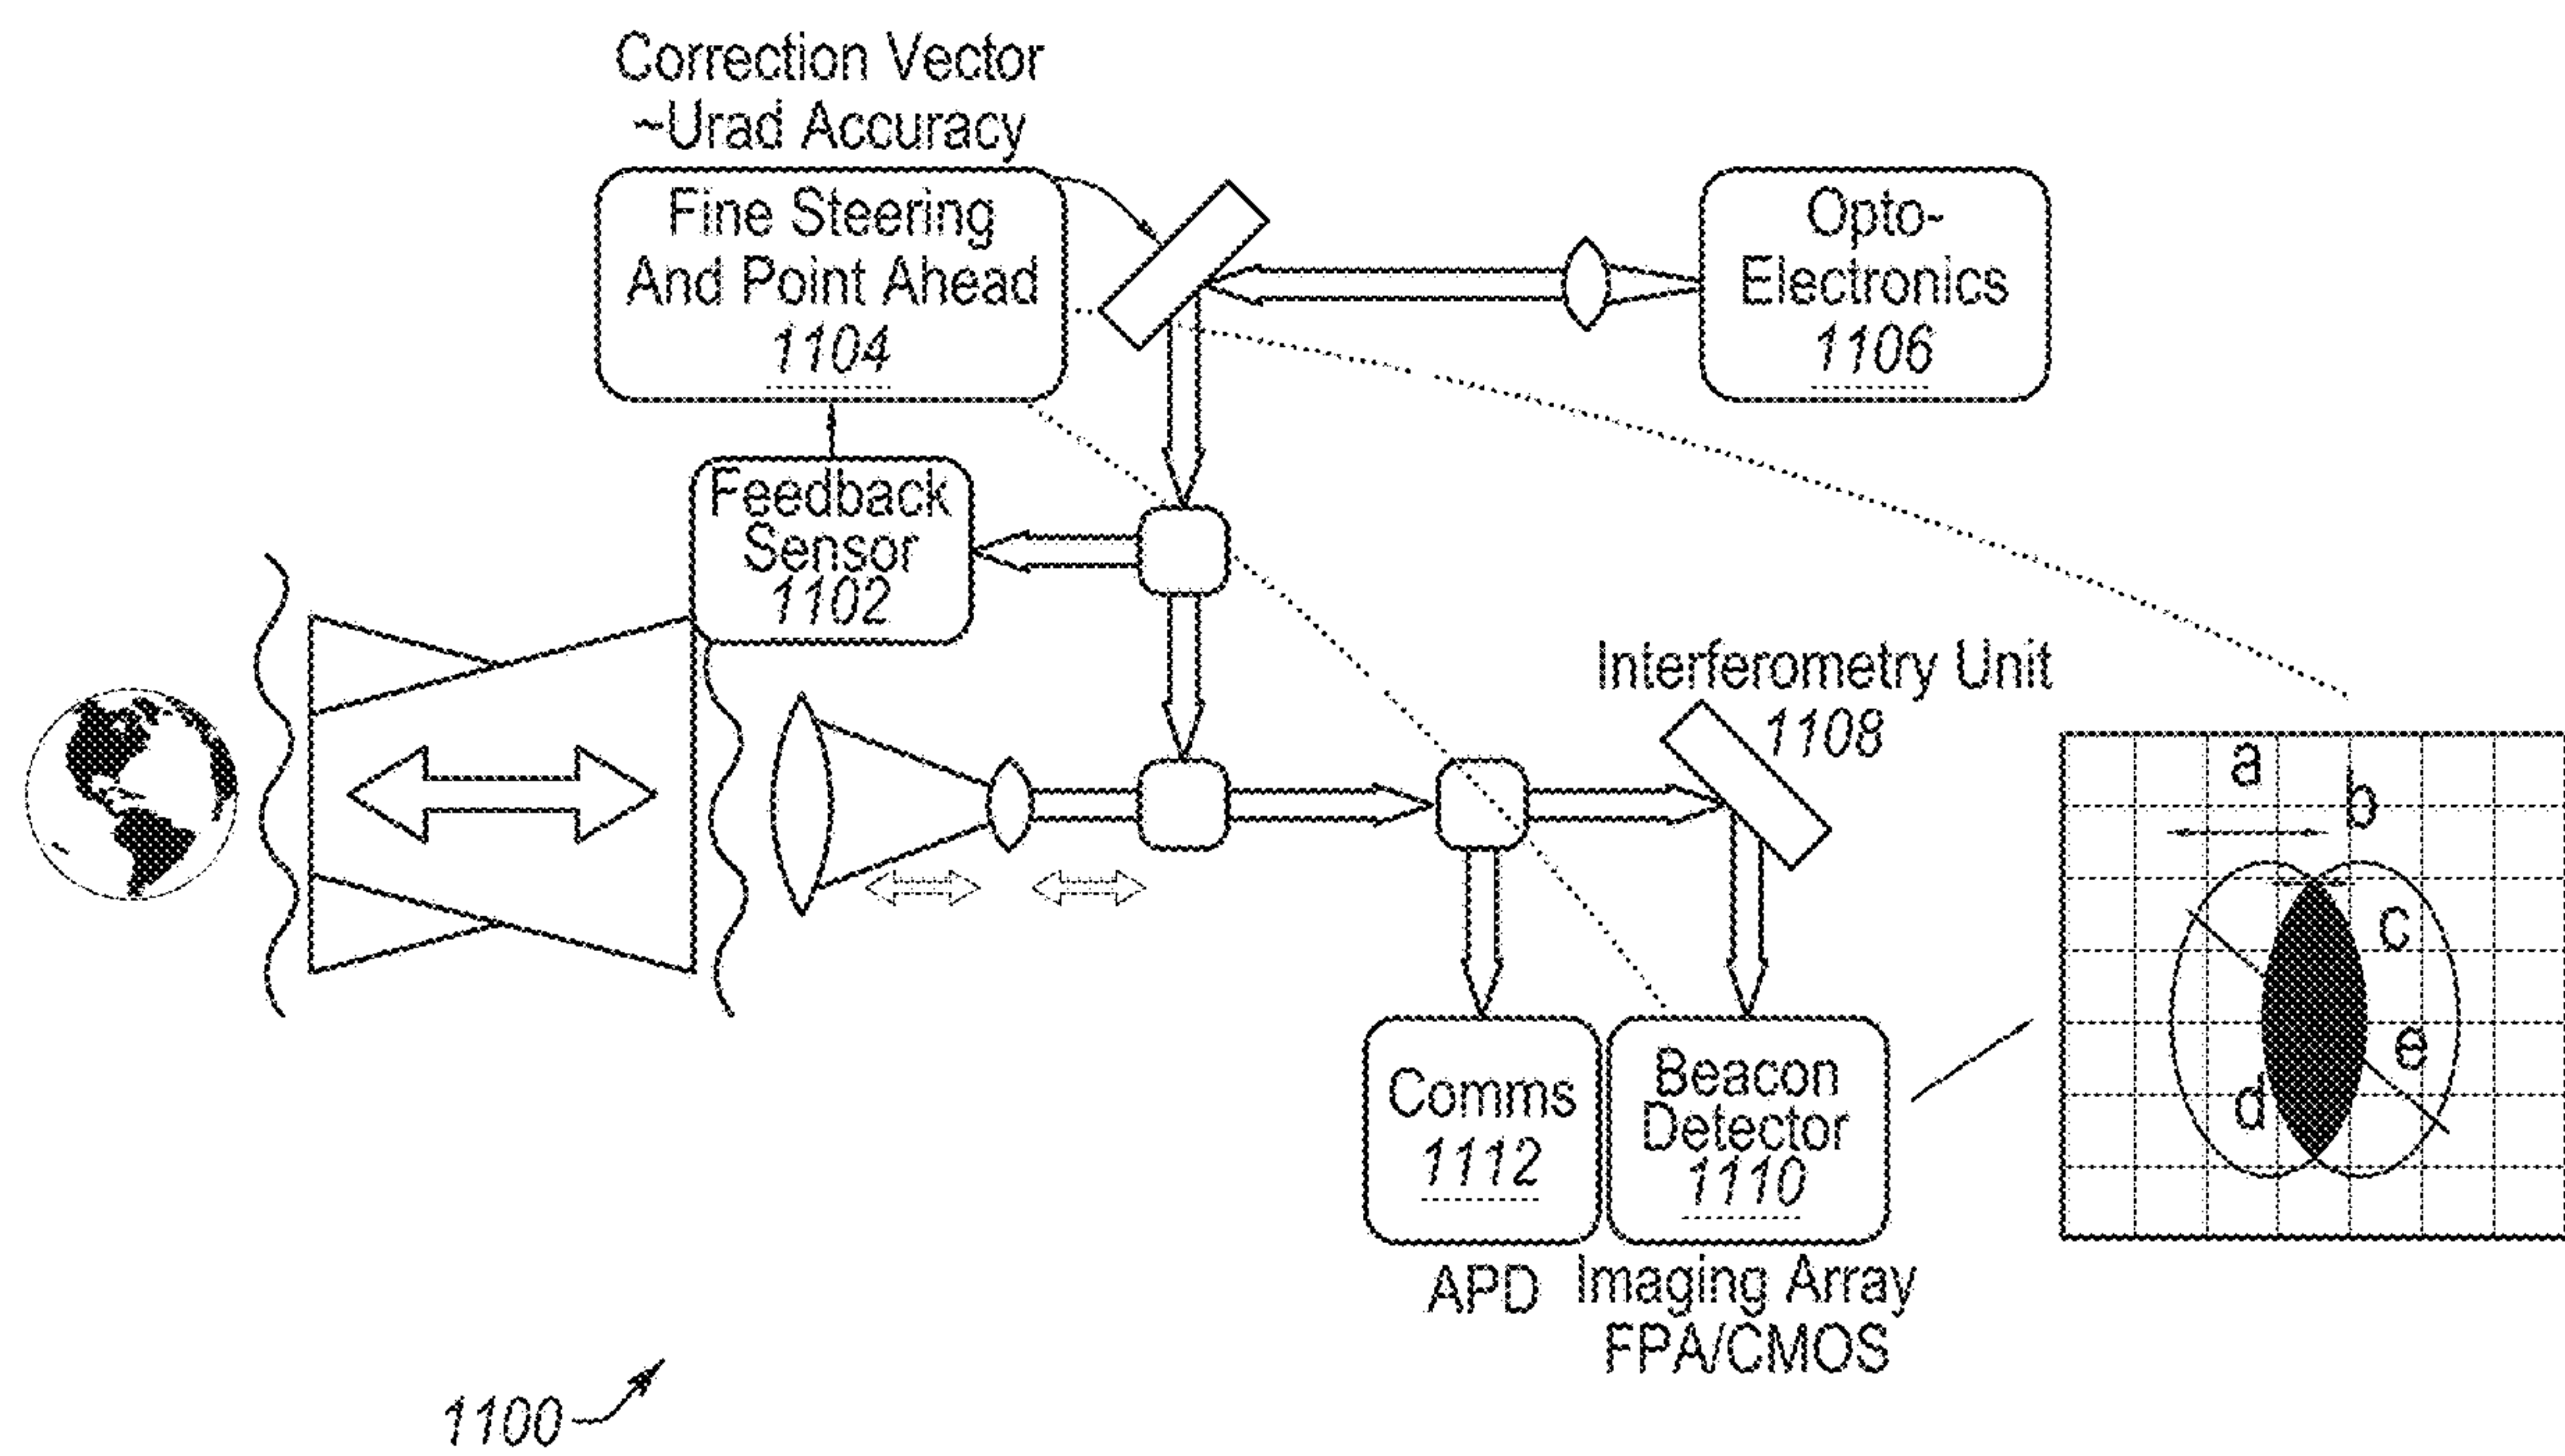 Correction Vector
~Urad Accuracy
Fine Steering
And Point Ahead
1104
Opto-
Electronics
1106
Feedback
Sensor
1102
Interferometry Unit
1108
a
b
c
d
e
Comms
1112
Beacon
Detector
1110
APD
Imaging Array
FPA/CMOS
1100